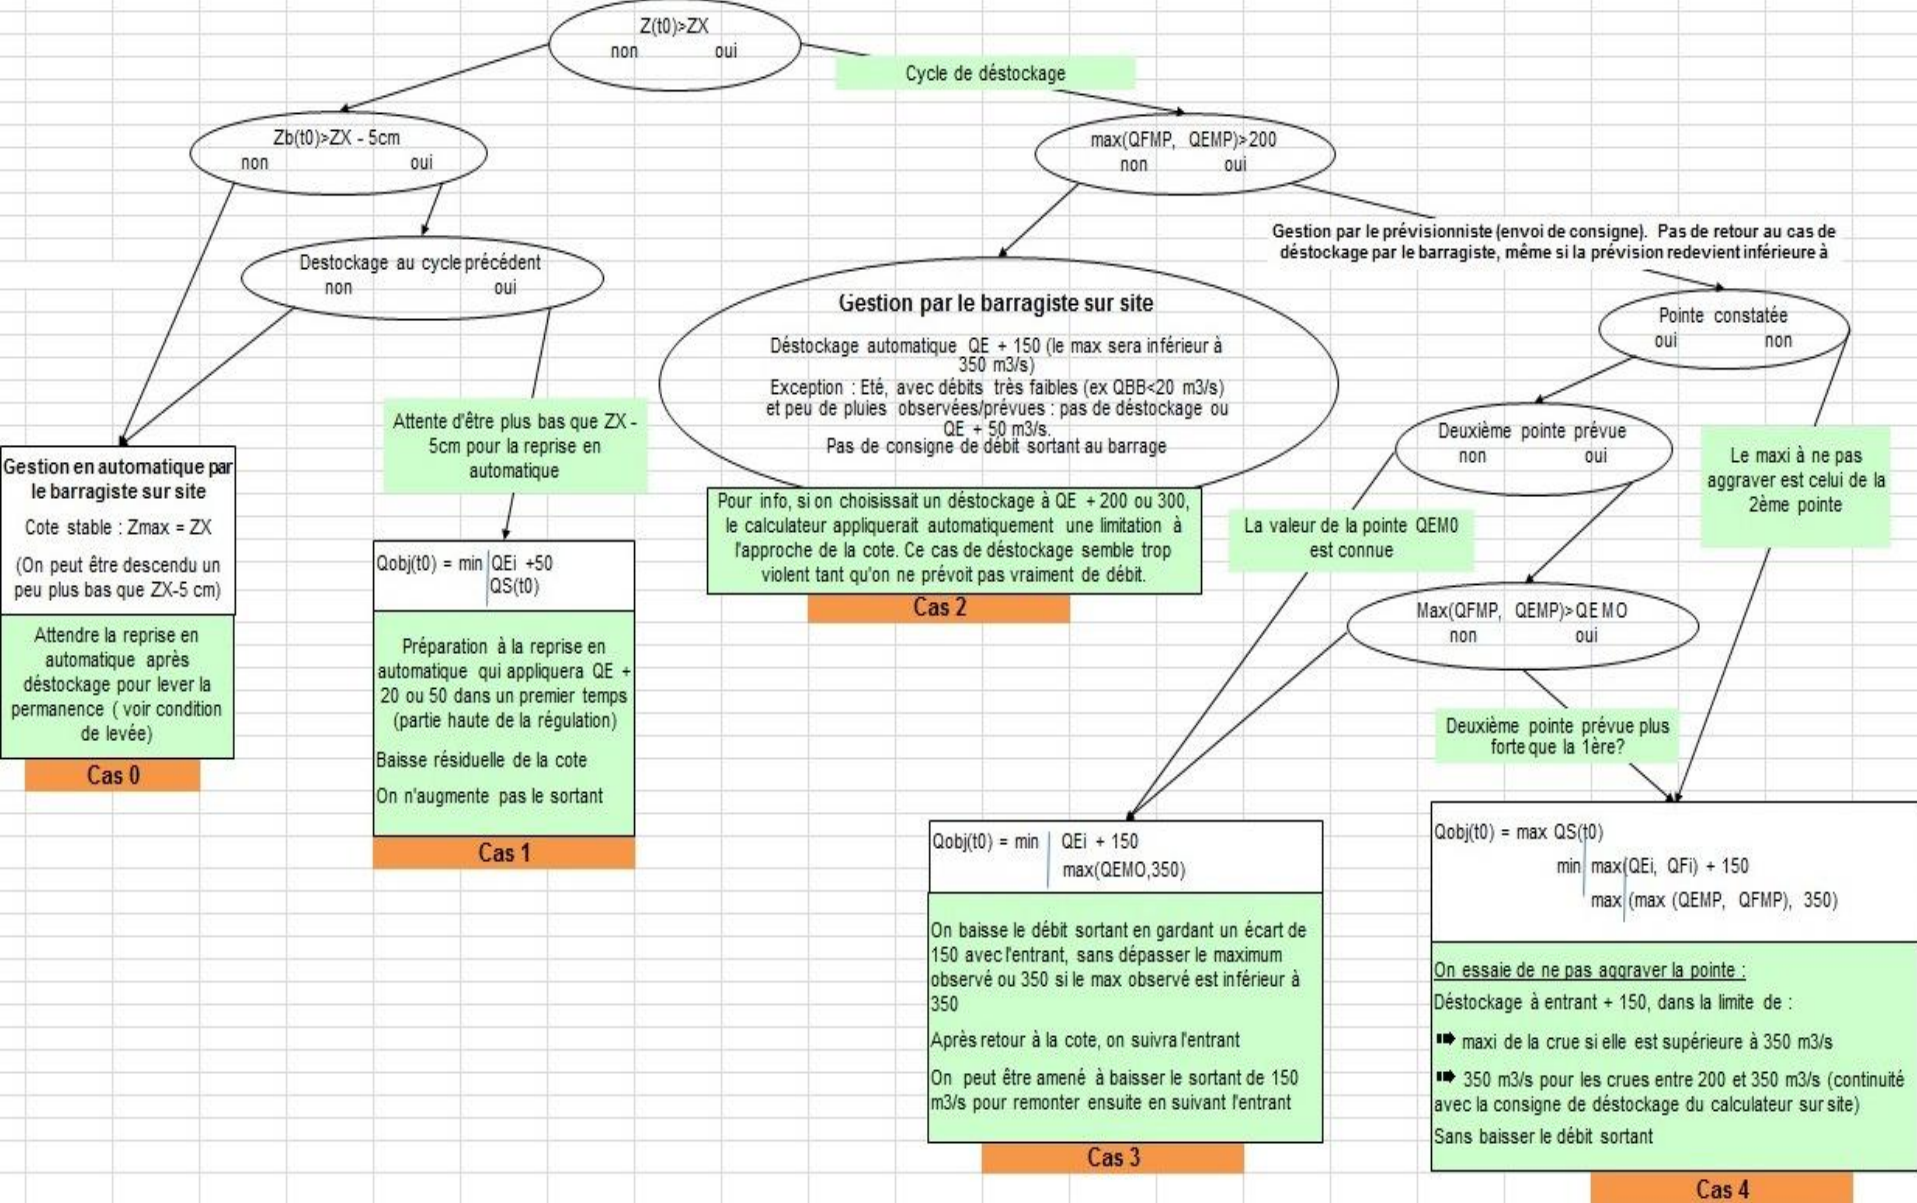 Z(t0)>ZX
non oui
Cycle de déstockage
Zb(t0)>ZX - 5cm
non oui
max(QFMP, QEMP)>200
non oui
Gestion par le prévisionniste (envoi de consigne). Pas de retour au cas de
déstockage par le barragiste, même si la prévision redevient inférieure à
Destockage au cycle précédent
non oui
Gestion par le barragiste sur site
Déstockage automatique QE + 150 (le max sera inférieur à
350 m3/s)
Exception : Eté, avec débits très faibles (ex QBB<20 m3/s)
et peu de pluies observées/prévues : pas de déstockage ou
QE + 50 m3/s.
Pas de consigne de débit sortant au barrage
Pointe constatée
oui non
Attente d'être plus bas que ZX -
5cm pour la reprise en
automatique
Deuxième pointe prévue
non oui
Le maxi à ne pas
aggraver est celui de la
2ème pointe
Gestion en automatique par
le barragiste sur site
Cote stable : Zmax = ZX
(On peut être descendu un
peu plus bas que ZX-5 cm)
Attendre la reprise en
automatique après
déstockage pour lever la
permanence ( voir condition
de levée)
Cas 0
Qobj(t0) = min QEi +50
QS(t0)
Préparation à la reprise en
automatique qui appliquera QE +
20 ou 50 dans un premier temps
(partie haute de la régulation)
Baisse résiduelle de la cote
On n'augmente pas le sortant
Cas 1
Pour info, si on choisissait un déstockage à QE + 200 ou 300,
le calculateur appliquerait automatiquement une limitation à
l'approche de la cote. Ce cas de déstockage semble trop
violent tant qu'on ne prévoit pas vraiment de débit.
Cas 2
La valeur de la pointe QEM0
est connue
Max(QFMP, QEMP)>QEMO
non oui
Deuxième pointe prévue plus
forte que la 1ère?
Qobj(t0) = min QEi + 150
max(QEMO,350)
On baisse le débit sortant en gardant un écart de
150 avec l'entrant, sans dépasser le maximum
observé ou 350 si le max observé est inférieur à
350
Après retour à la cote, on suivra l'entrant
On peut être amené à baisser le sortant de 150
m3/s pour remonter ensuite en suivant l'entrant
Cas 3
Qobj(t0) = max QS(t0)
min max(QEi, QFi) + 150
max (max (QEMP, QFMP), 350)
On essaie de ne pas aggraver la pointe :
Déstockage à entrant + 150, dans la limite de :
➠ maxi de la crue si elle est supérieure à 350 m3/s
➠ 350 m3/s pour les crues entre 200 et 350 m3/s (continuité
avec la consigne de déstockage du calculateur sur site)
Sans baisser le débit sortant
Cas 4